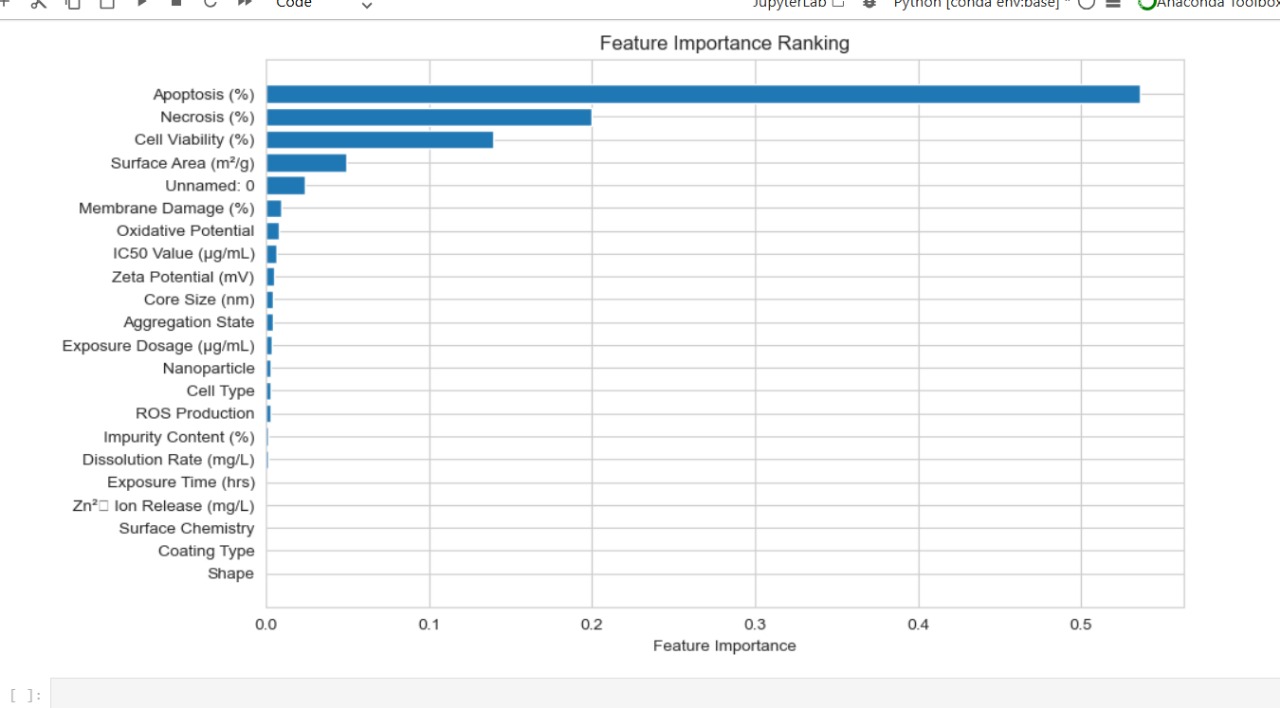 Code
JupyterLab
Python [conda env:base] *
Anaconda Toolbox
Feature Importance Ranking
Apoptosis (%)
Necrosis (%)
Cell Viability (%)
Surface Area (m²/g)
Unnamed: 0
Membrane Damage (%)
Oxidative Potential
IC50 Value (µg/mL)
Zeta Potential (mV)
Core Size (nm)
Aggregation State
Exposure Dosage (µg/mL)
Nanoparticle
Cell Type
ROS Production
Impurity Content (%)
Dissolution Rate (mg/L)
Exposure Time (hrs)
Zn²□ Ion Release (mg/L)
Surface Chemistry
Coating Type
Shape
0.0 0.1 0.2 0.3 0.4 0.5
Feature Importance
[ ]: